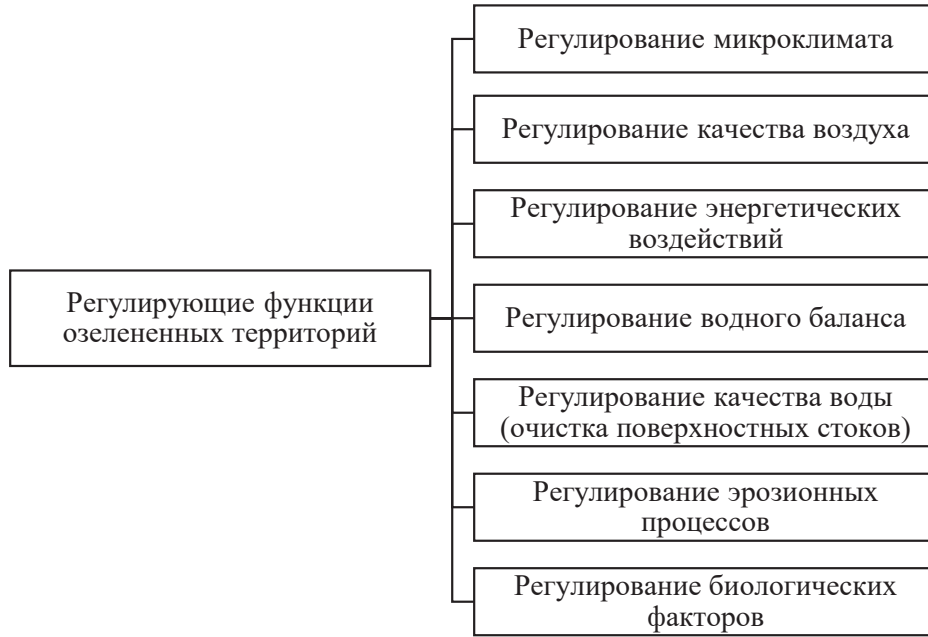 Регулирующие функции
озелененных территорий
Регулирование микроклимата
Регулирование качества воздуха
Регулирование энергетических
воздействий
Регулирование водного баланса
Регулирование качества воды
(очистка поверхностных стоков)
Регулирование эрозионных
процессов
Регулирование биологических
факторов